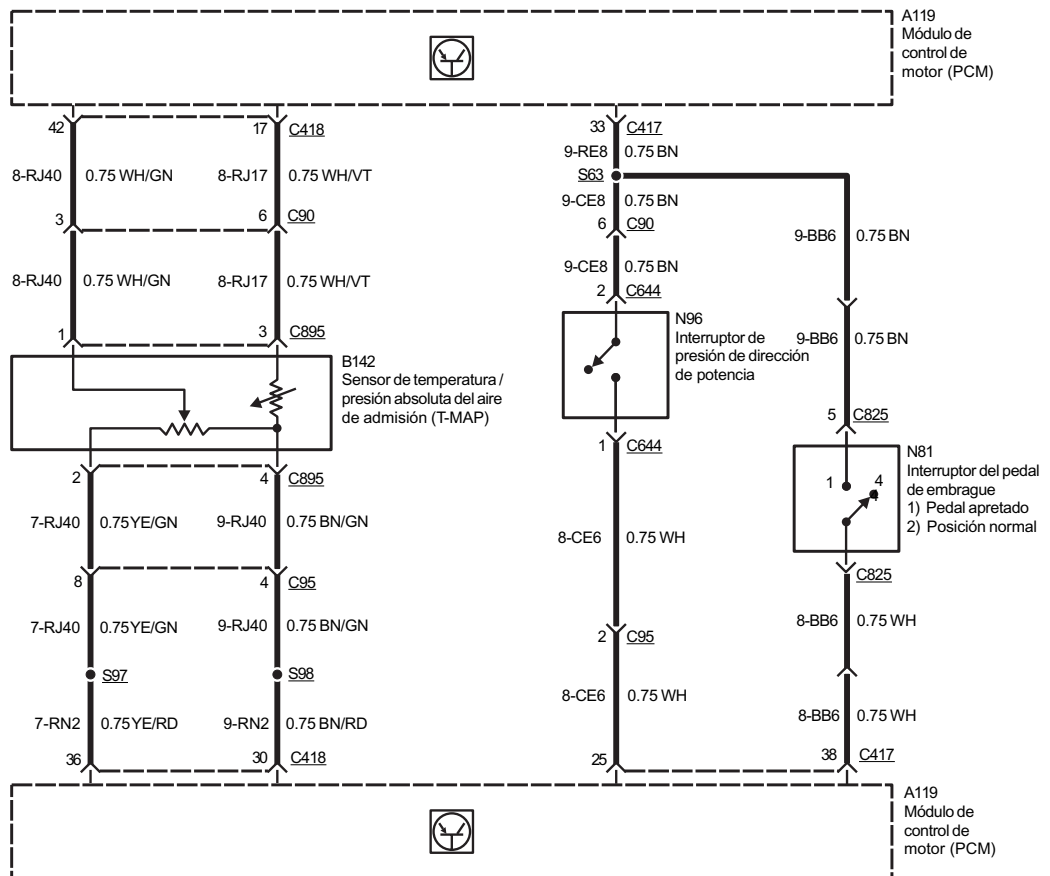 A119
Módulo de
control de
motor (PCM)
42 17 C418 33 C417
9-RE8 0.75 BN
8-RJ40 0.75 WH/GN 8-RJ17 0.75 WH/VT S63
9-CE8 0.75 BN
3 6 C90 6 C90
9-BB6 0.75 BN
9-CE8 0.75 BN
8-RJ40 0.75 WH/GN 8-RJ17 0.75 WH/VT
2 C644
1 3 C895
N96
Interruptor de
presión de dirección
de potencia
9-BB6 0.75 BN
B142
Sensor de temperatura /
presión absoluta del aire
de admisión (T-MAP)
5 C825
1 C644
N81
Interruptor del pedal
de embrague
1) Pedal apretado
2) Posición normal
1 4
2 4 C895
7-RJ40 0.75 YE/GN 9-RJ40 0.75 BN/GN
8-CE6 0.75 WH
8 4 C95
C825
7-RJ40 0.75 YE/GN 9-RJ40 0.75 BN/GN
8-BB6 0.75 WH
2 C95
S97 S98
8-CE6 0.75 WH
7-RN2 0.75 YE/RD 9-RN2 0.75 BN/RD
8-BB6 0.75 WH
36 30 C418 25 38 C417
A119
Módulo de
control de
motor (PCM)